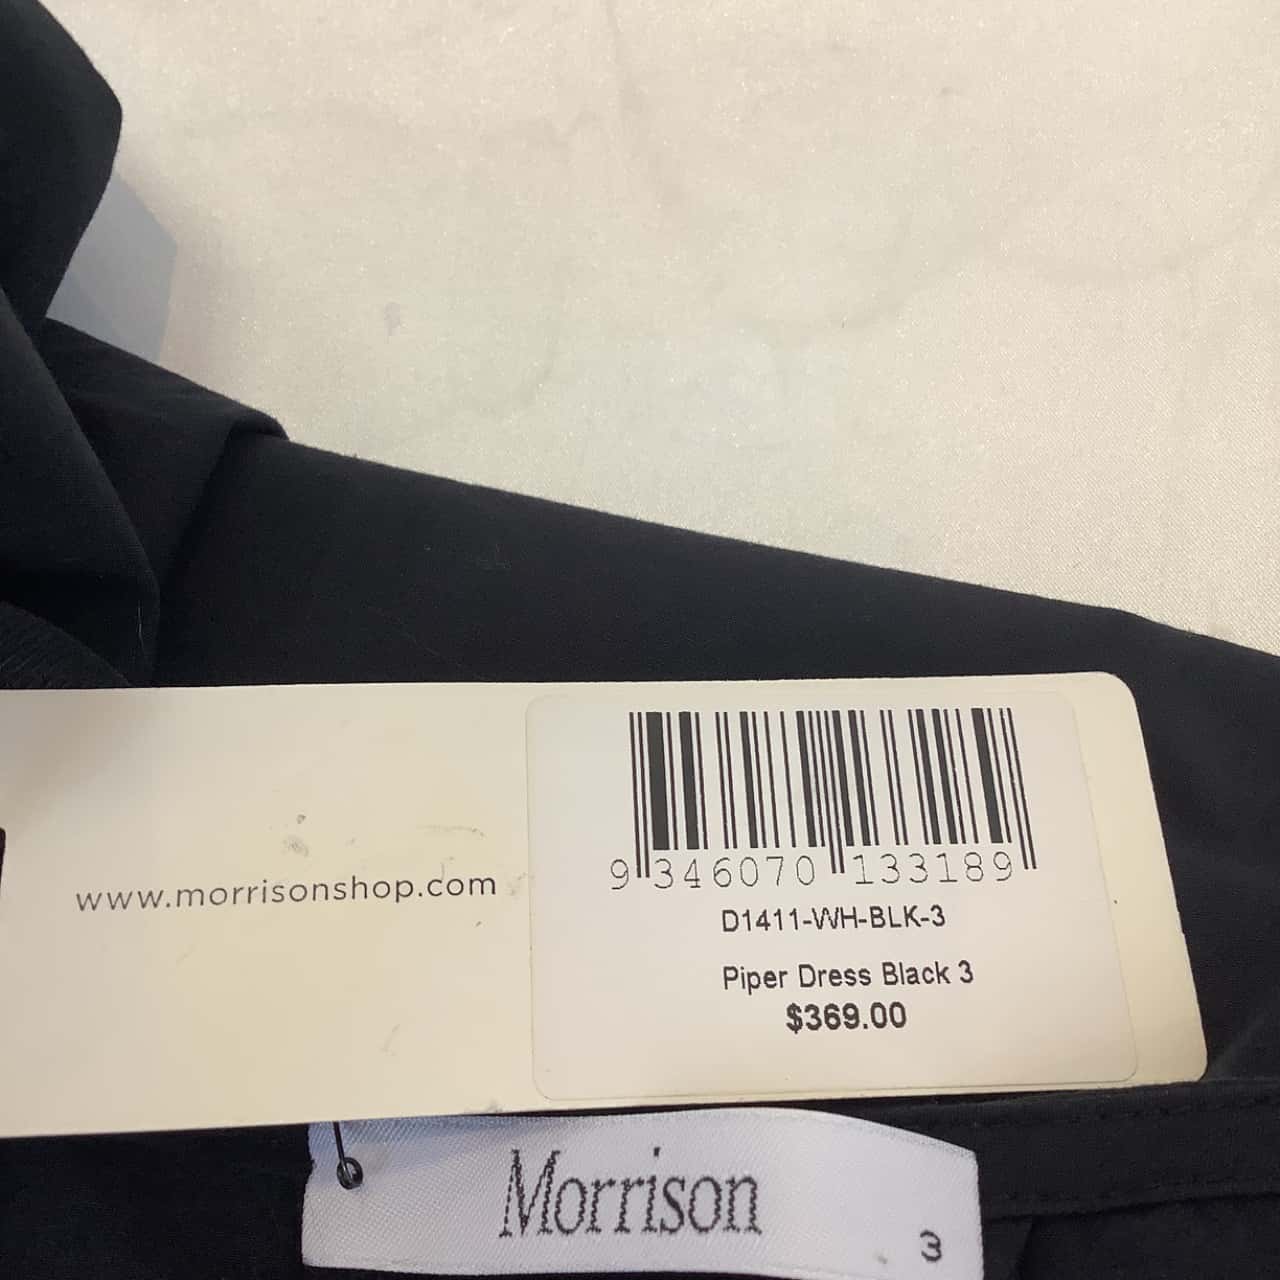 www.morrisonshop.com
9 346070 133189
D1411-WH-BLK-3
Piper Dress Black 3
$369.00
Morrison
3